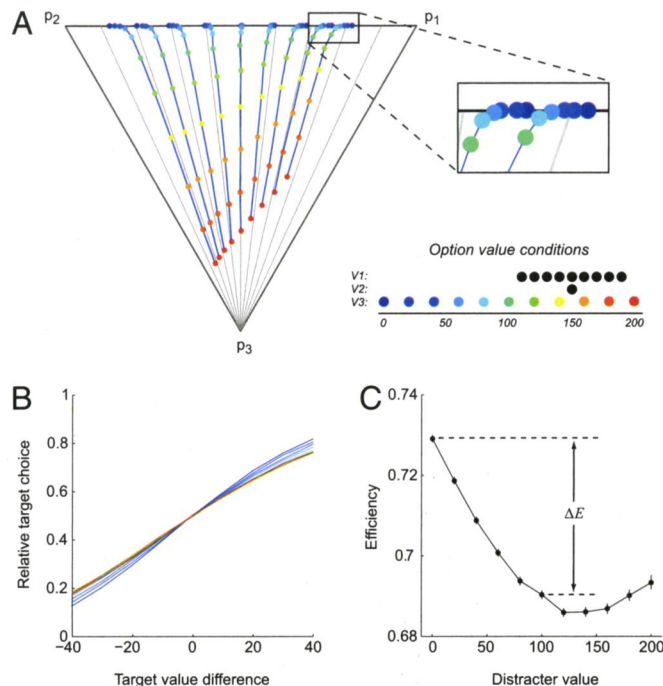 A
p₂
p₁
p₃
Option value conditions
V1:
V2:
V3:
0 50 100 150 200
B
Relative target choice
1
0.8
0.6
0.4
0.2
0
−40 −20 0 20 40
Target value difference
C
Efficiency
0.74
0.72
0.7
0.68
ΔE
0 50 100 150 200
Distracter value